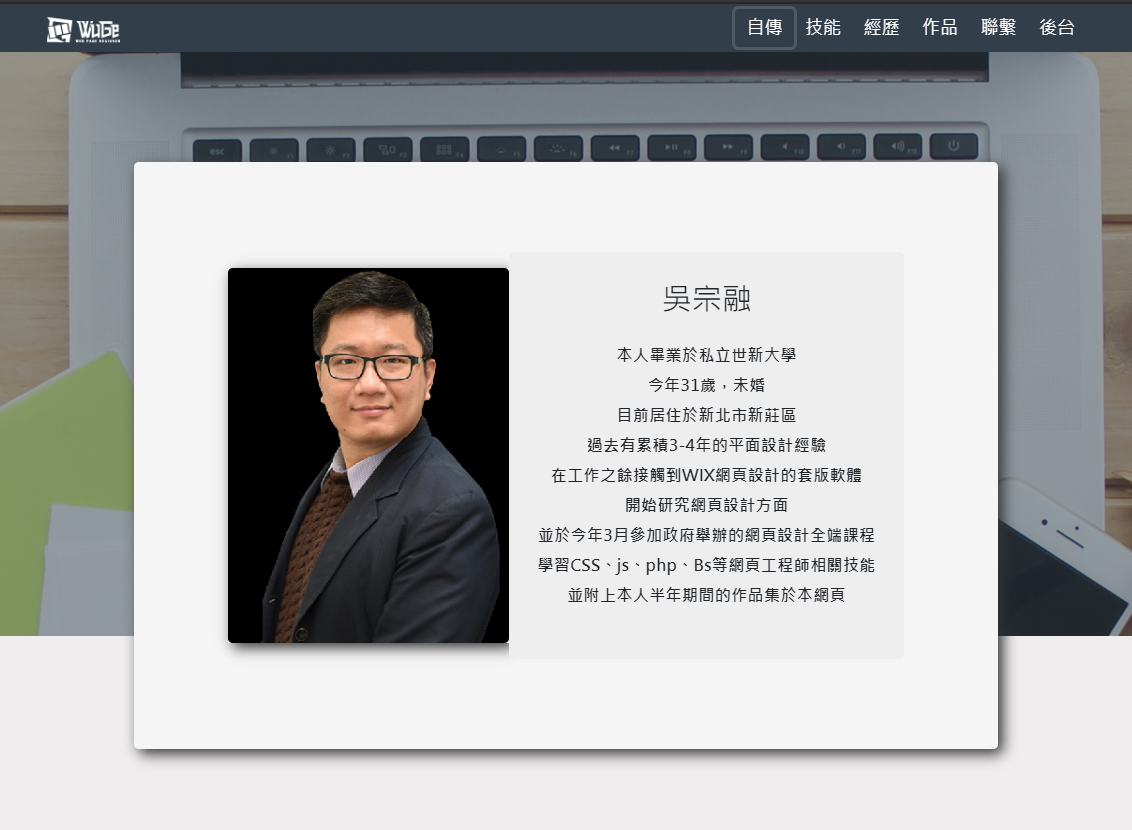 WuGe
WEB PAGE DESIGNER
自傳
技能
經歷
作品
聯繫
後台
esc
吳宗融
本人畢業於私立世新大學
今年31歲，未婚
目前居住於新北市新莊區
過去有累積3-4年的平面設計經驗
在工作之餘接觸到WIX網頁設計的套版軟體
開始研究網頁設計方面
並於今年3月參加政府舉辦的網頁設計全端課程
學習CSS、js、php、Bs等網頁工程師相關技能
並附上本人半年期間的作品集於本網頁